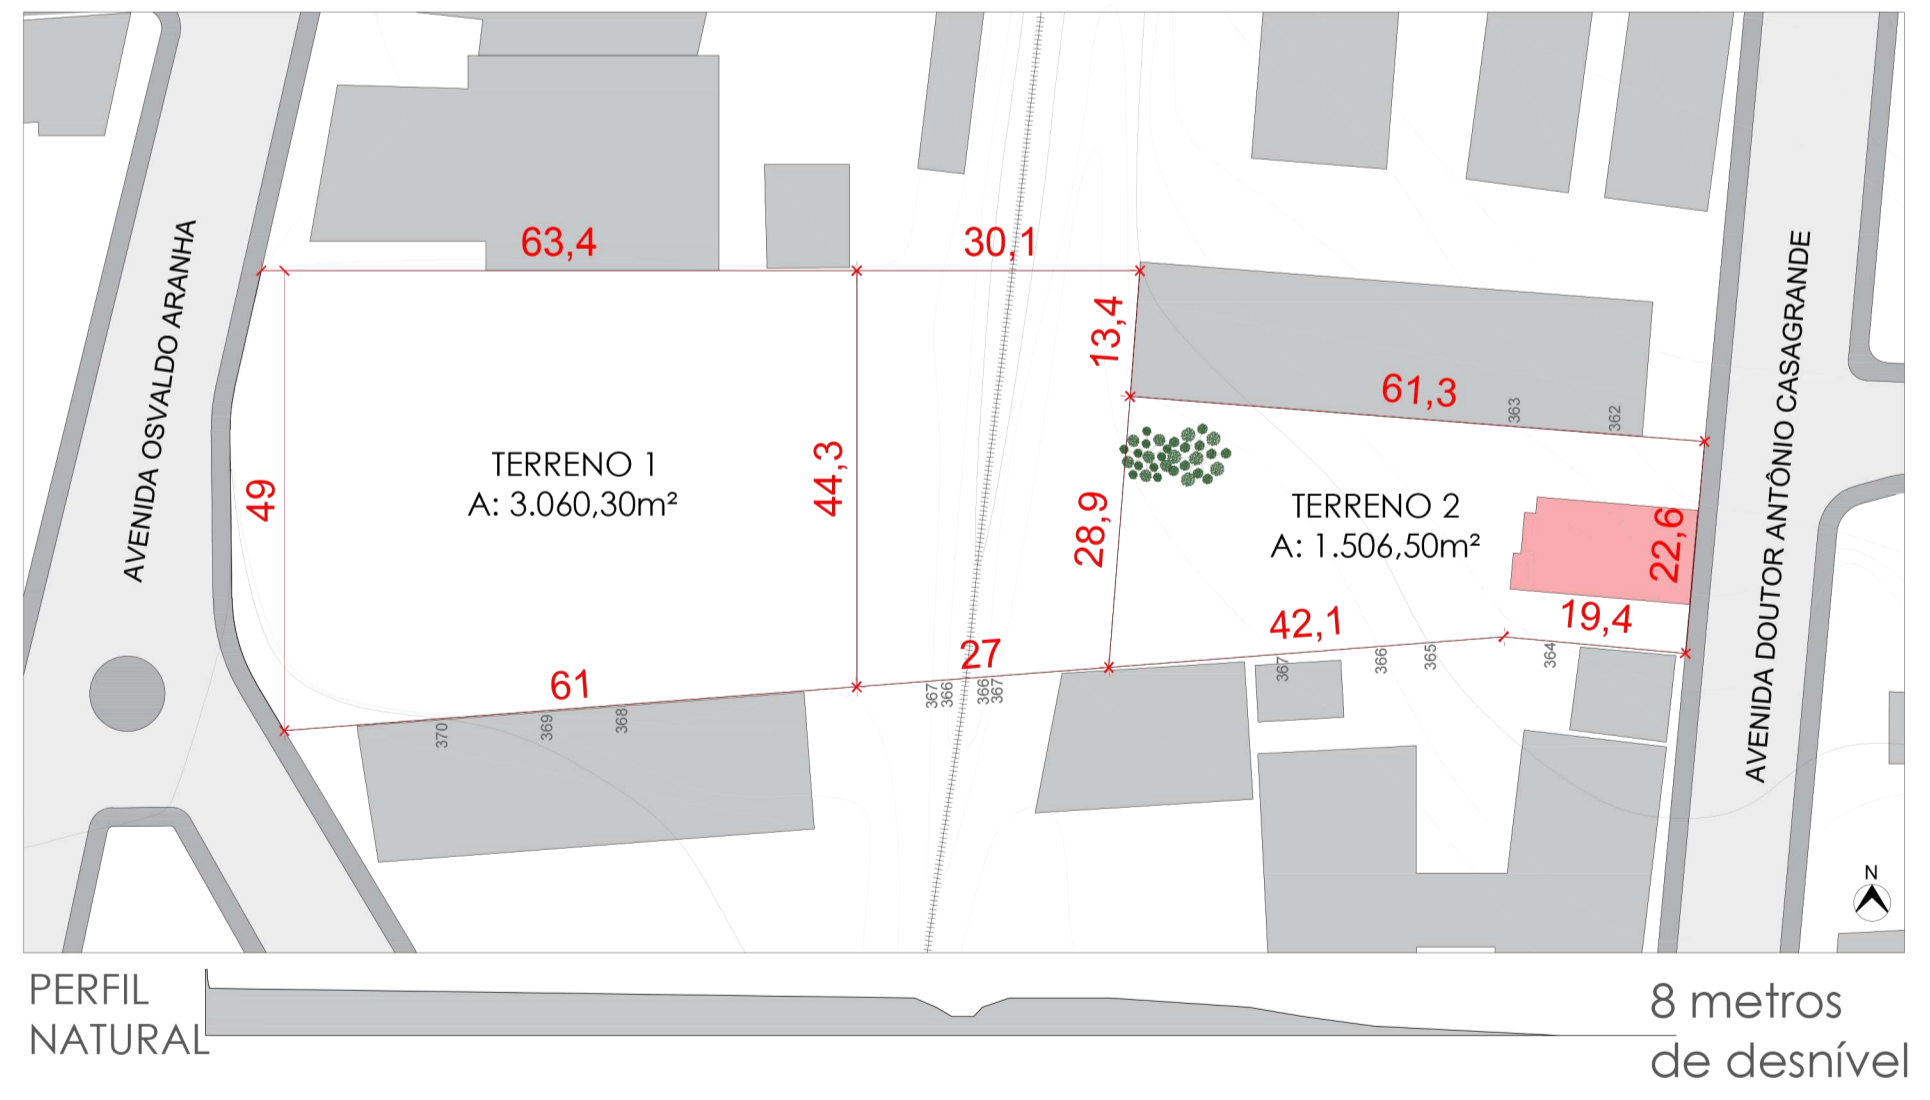 63,4
30,1
AVENIDA OSVALDO ARANHA
13,4
61,3
363
362
AVENIDA DOUTOR ANTÔNIO CASAGRANDE
49
TERRENO 1
A: 3.060,30m²
44,3
28,9
TERRENO 2
A: 1.506,50m²
22,6
42,1
19,4
27
61
370
369
368
367
366
366
367
367
366
365
364
N
PERFIL
NATURAL
8 metros
de desnível